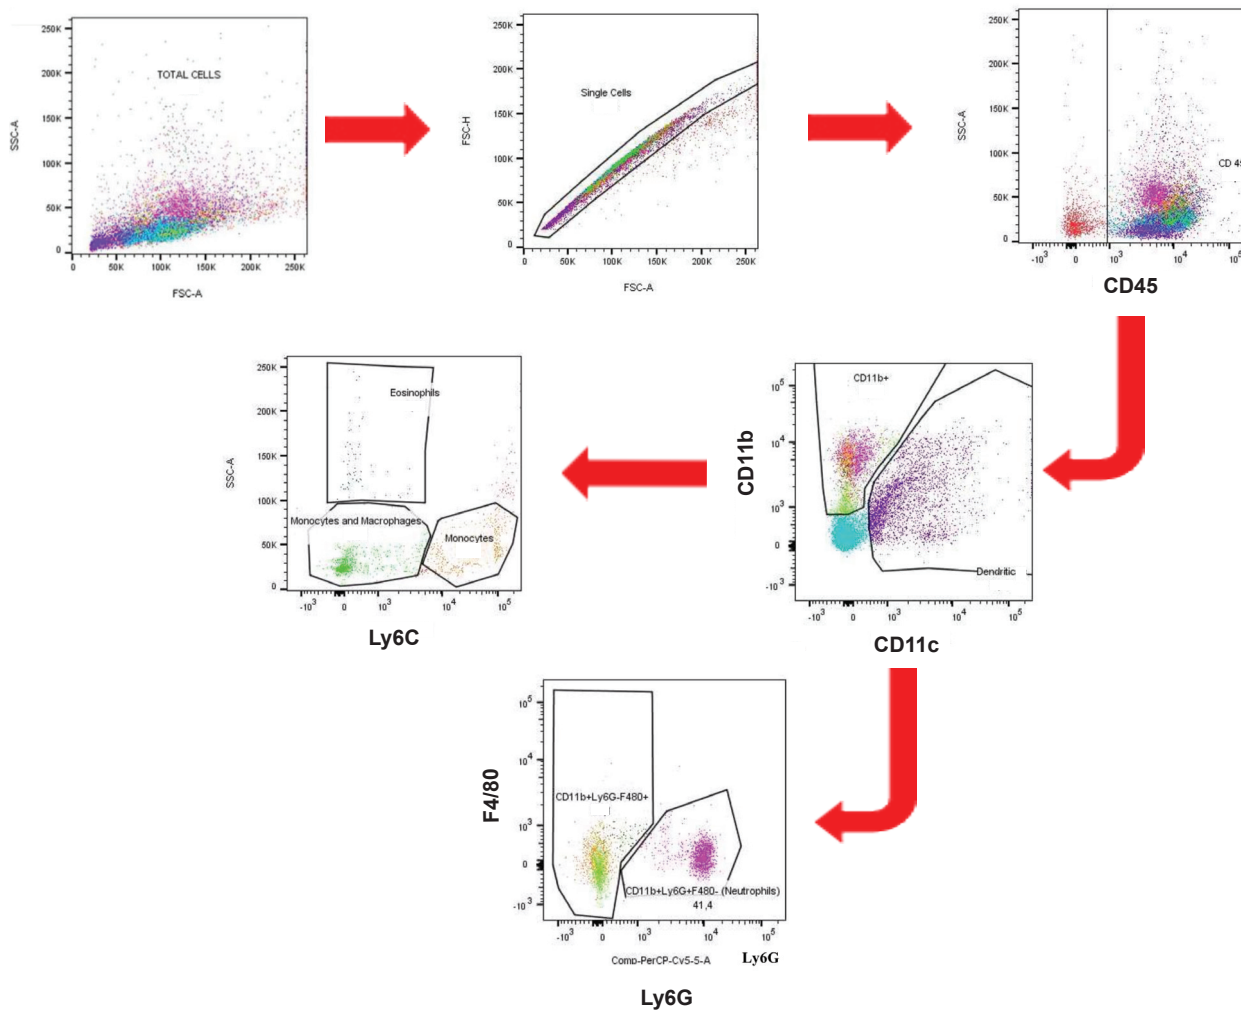 250K
200K
150K
100K
50K
0
SSC-A
TOTAL CELLS
0 50K 100K 150K 200K 250K
FSC-A
250K
200K
150K
100K
50K
0
FSC-H
Single Cells
50K 100K 150K 200K 250K
FSC-A
250K
200K
150K
100K
50K
0
SSC-A
-10³ 0 10³ 10⁴ 10⁵
CD45
250K
200K
150K
100K
50K
0
SSC-A
Eosinophils
Monocytes and Macrophages
Monocytes
-10³ 0 10³ 10⁴ 10⁵
Ly6C
10⁵
10⁴
10³
0
-10³
CD11b
CD11b+
Dendritic
-10³ 0 10³ 10⁴ 10⁵
CD11c
10⁵
10⁴
10³
0
-10³
F4/80
CD11b+Ly6G-F480+
CD11b+Ly6G+F480- (Neutrophils)
41,4
-10³ 0 10³ 10⁴ 10⁵
Comp-PerCP-Cy5-5-A Ly6G
Ly6G